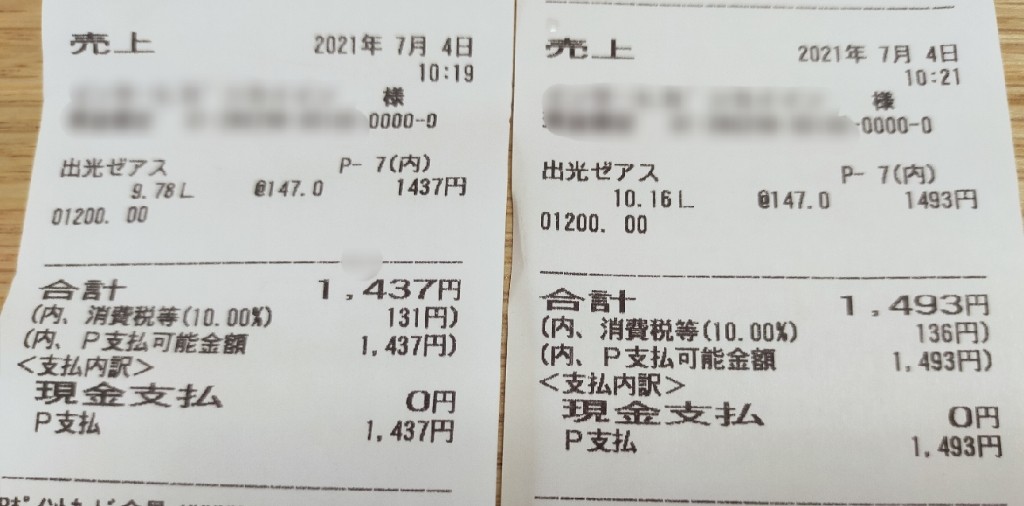 売上
2021年 7月 4日
10:19
様
0000-0
出光ゼアス
P- 7(内)
9.78L @147.0 1437円
01200. 00
合計 1,437円
(内、消費税等(10.00%) 131円)
(内、P支払可能金額 1,437円)
<支払内訳>
現金支払 0円
P支払 1,437円
売上
2021年 7月 4日
10:21
様
-0000-0
出光ゼアス
P- 7(内)
10.16L @147.0 1493円
01200. 00
合計 1,493円
(内、消費税等(10.00%) 136円)
(内、P支払可能金額 1,493円)
<支払内訳>
現金支払 0円
P支払 1,493円